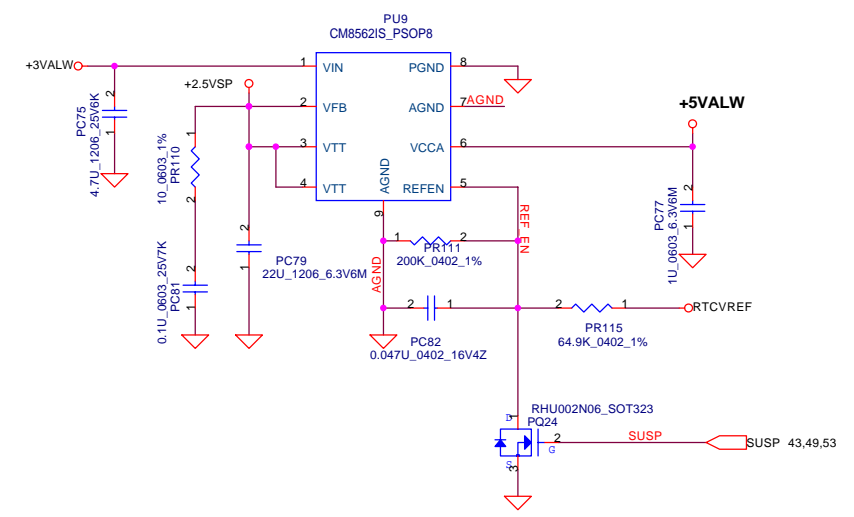 PU9
CM8562IS_PSOP8
+3VALW
1
VIN
PGND
8
+2.5VSP
2
VFB
AGND
7
AGND
+5VALW
3
VTT
VCCA
6
4
VTT
AGND
REFEN
5
9
2
PC75
1
4.7U_1206_25V6K
1
10_0603_1%
PR110
2
2
0.1U_0603_25V7K
PC81
1
2
PC79
1
22U_1206_6.3V6M
AGND
1
PR111
2
200K_0402_1%
REF_EN
2
PC77
1
1U_0603_6.3V6M
2
1
PC82
0.047U_0402_16V4Z
2
1
RTCVREF
PR115
64.9K_0402_1%
RHU002N06_SOT323
PQ24
D
1
2
G
S
3
SUSP
SUSP 43,49,53